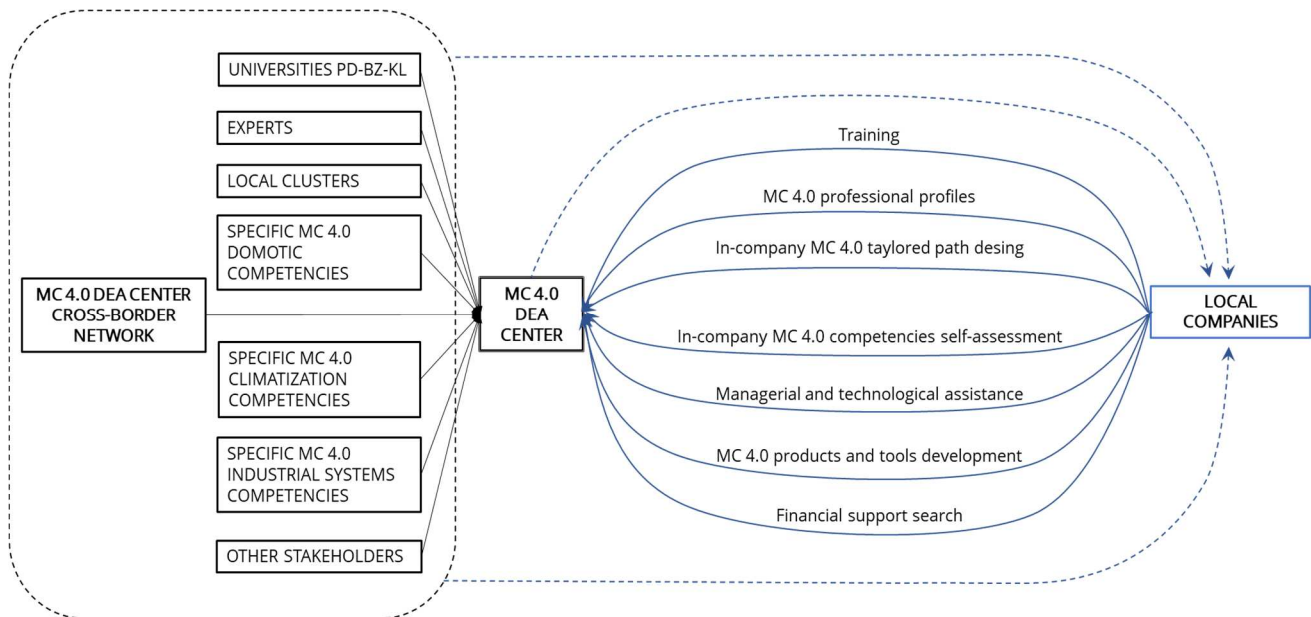 UNIVERSITIES PD-BZ-KL
EXPERTS
LOCAL CLUSTERS
SPECIFIC MC 4.0
DOMOTIC
COMPETENCIES
MC 4.0 DEA CENTER
CROSS-BORDER
NETWORK
SPECIFIC MC 4.0
CLIMATIZATION
COMPETENCIES
SPECIFIC MC 4.0
INDUSTRIAL SYSTEMS
COMPETENCIES
OTHER STAKEHOLDERS
MC 4.0
DEA
CENTER
Training
MC 4.0 professional profiles
In-company MC 4.0 taylored path desing
In-company MC 4.0 competencies self-assessment
Managerial and technological assistance
MC 4.0 products and tools development
Financial support search
LOCAL
COMPANIES